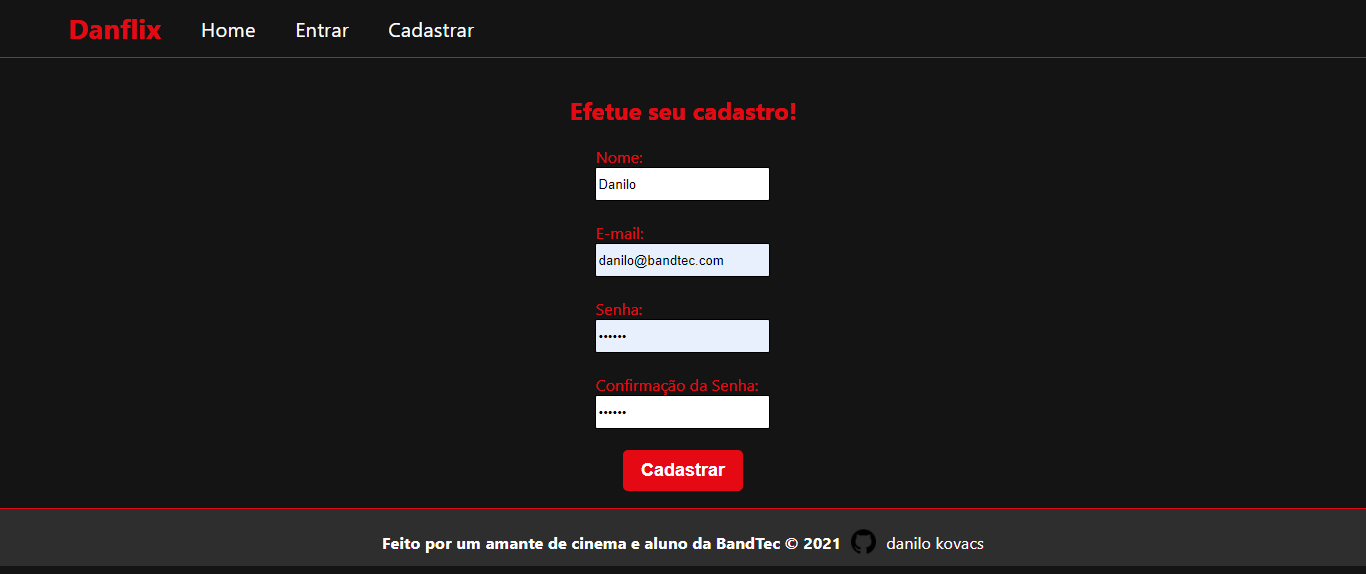 Danflix Home Entrar Cadastrar
Efetue seu cadastro!
Nome:
Danilo
E-mail:
danilo@bandtec.com
Senha:
••••••
Confirmação da Senha:
••••••
Cadastrar
Feito por um amante de cinema e aluno da BandTec © 2021 danilo kovacs